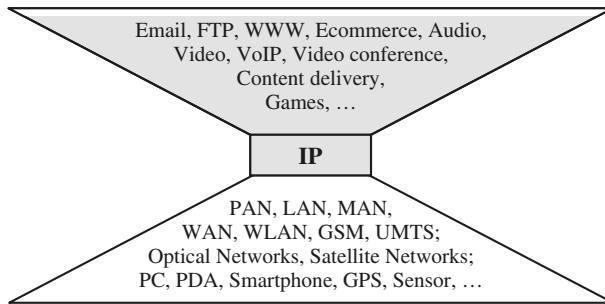 Email, FTP, WWW, Ecommerce, Audio,
Video, VoIP, Video conference,
Content delivery,
Games, …
IP
PAN, LAN, MAN,
WAN, WLAN, GSM, UMTS;
Optical Networks, Satellite Networks;
PC, PDA, Smartphone, GPS, Sensor, …